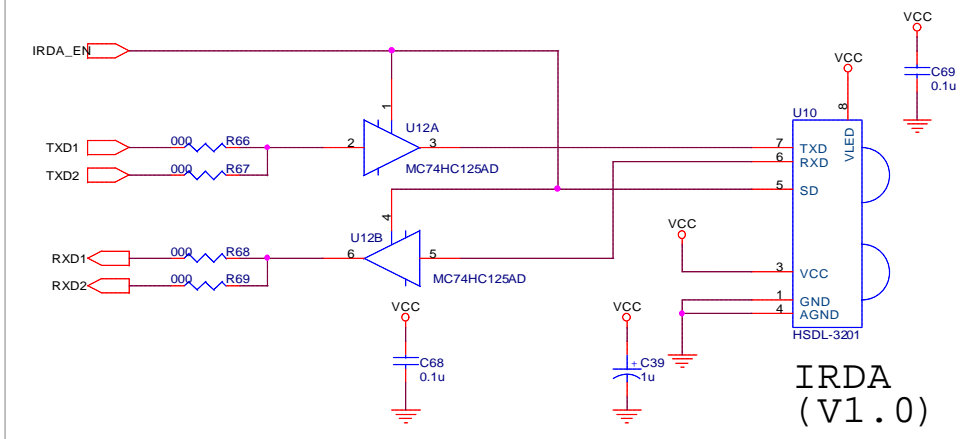 IRDA_EN
VCC
VCC
C69
0.1u
1
U12A
U10
8
TXD1
000
R66
2
3
7
TXD
VLED
6
RXD
TXD2
000
R67
MC74HC125AD
5
SD
4
U12B
VCC
RXD1
000
R68
6
5
RXD2
000
R69
MC74HC125AD
3
VCC
1
GND
4
AGND
VCC
VCC
HSDL-3201
C68
0.1u
+
C39
1u
IRDA
(V1.0)